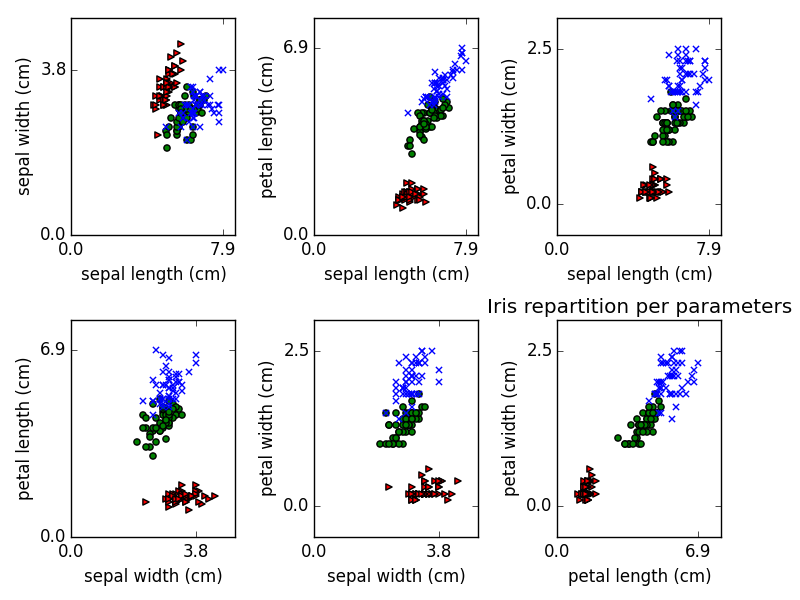 3.8
sepal width (cm)
0.0
0.0
7.9
sepal length (cm)
6.9
petal length (cm)
0.0
0.0
7.9
sepal length (cm)
2.5
petal width (cm)
0.0
0.0
7.9
sepal length (cm)
Iris repartition per parameters
6.9
petal length (cm)
0.0
0.0
3.8
sepal width (cm)
2.5
petal width (cm)
0.0
0.0
3.8
sepal width (cm)
2.5
petal width (cm)
0.0
0.0
6.9
petal length (cm)